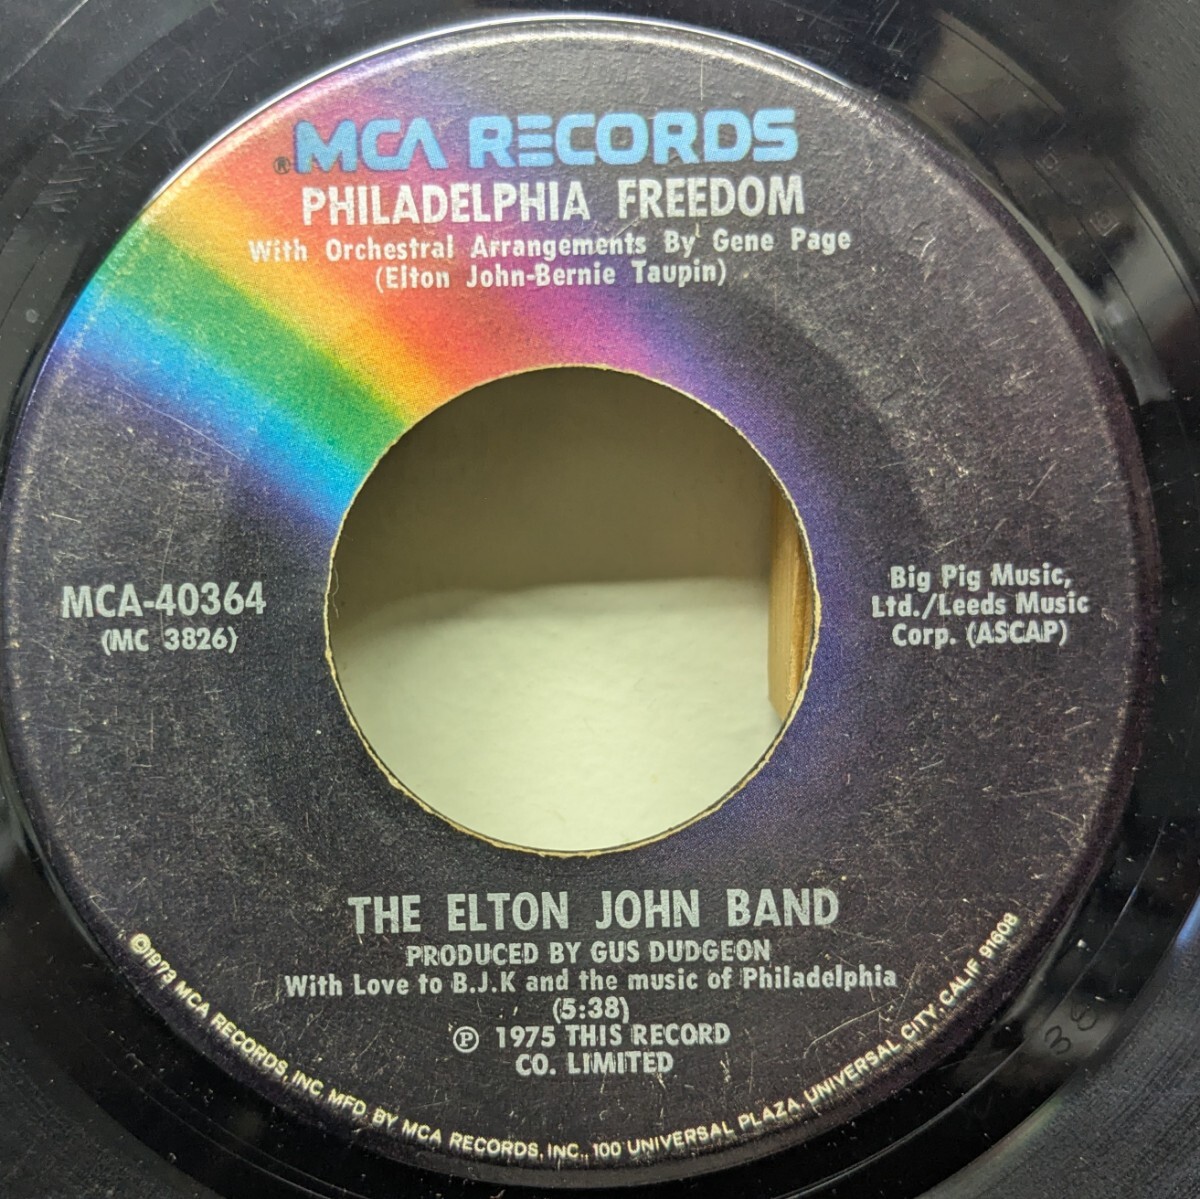 ® MCA RECORDS
PHILADELPHIA FREEDOM
With Orchestral Arrangements By Gene Page
(Elton John-Bernie Taupin)
MCA-40364
(MC 3826)
Big Pig Music,
Ltd./Leeds Music
Corp. (ASCAP)
THE ELTON JOHN BAND
PRODUCED BY GUS DUDGEON
With Love to B.J.K and the music of Philadelphia
(5:38)
℗ 1975 THIS RECORD
CO. LIMITED
©1973 MCA RECORDS, INC. MFD. BY MCA RECORDS, INC., 100 UNIVERSAL PLAZA, UNIVERSAL CITY, CALIF. 91608